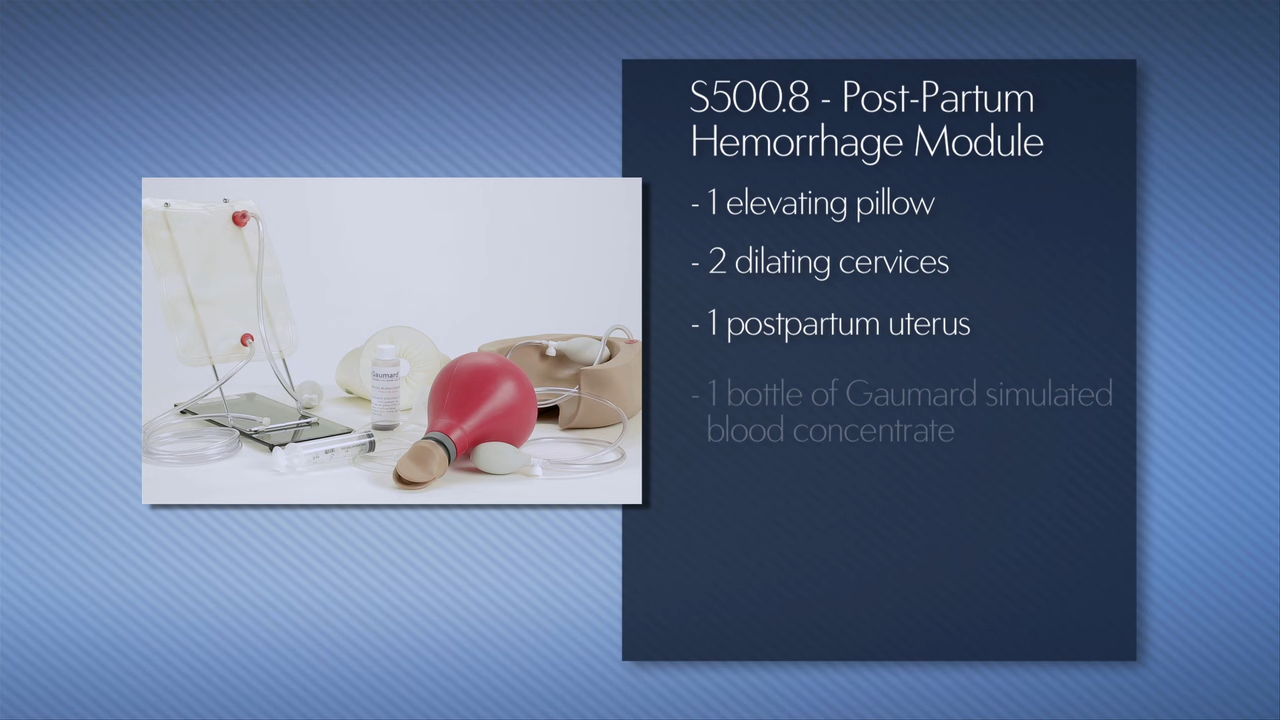 S500.8 - Post-Partum
Hemorrhage Module
- 1 elevating pillow
- 2 dilating cervices
- 1 postpartum uterus
- 1 bottle of Gaumard simulated
blood concentrate
Gaumard